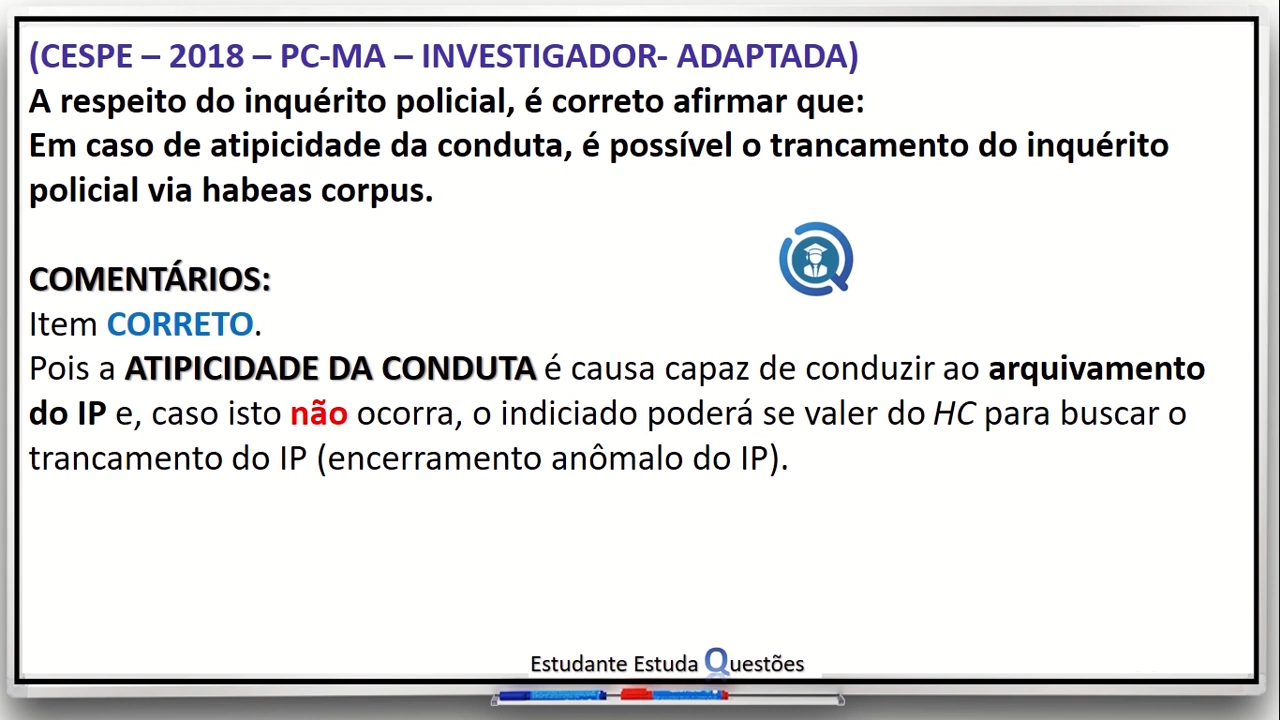 (CESPE – 2018 – PC-MA – INVESTIGADOR- ADAPTADA)
A respeito do inquérito policial, é correto afirmar que:
Em caso de atipicidade da conduta, é possível o trancamento do inquérito
policial via habeas corpus.
COMENTÁRIOS:
Item CORRETO.
Pois a ATIPICIDADE DA CONDUTA é causa capaz de conduzir ao arquivamento
do IP e, caso isto não ocorra, o indiciado poderá se valer do HC para buscar o
trancamento do IP (encerramento anômalo do IP).
Estudante Estuda Questões